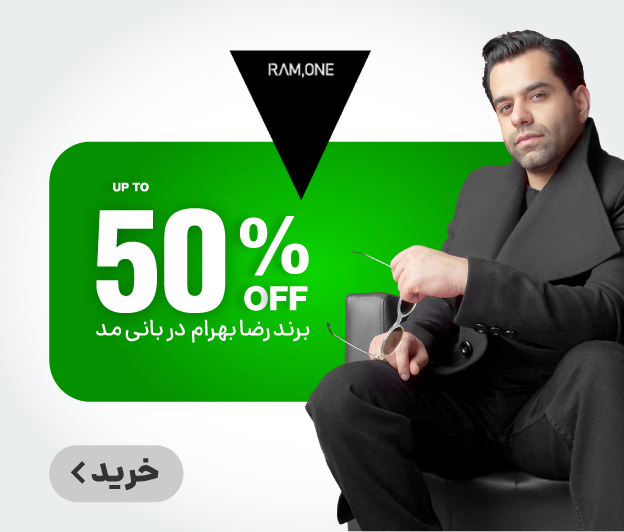 RAM,ONE
UP TO
50%
OFF
برند رضا بهرام در بانی مد
خرید